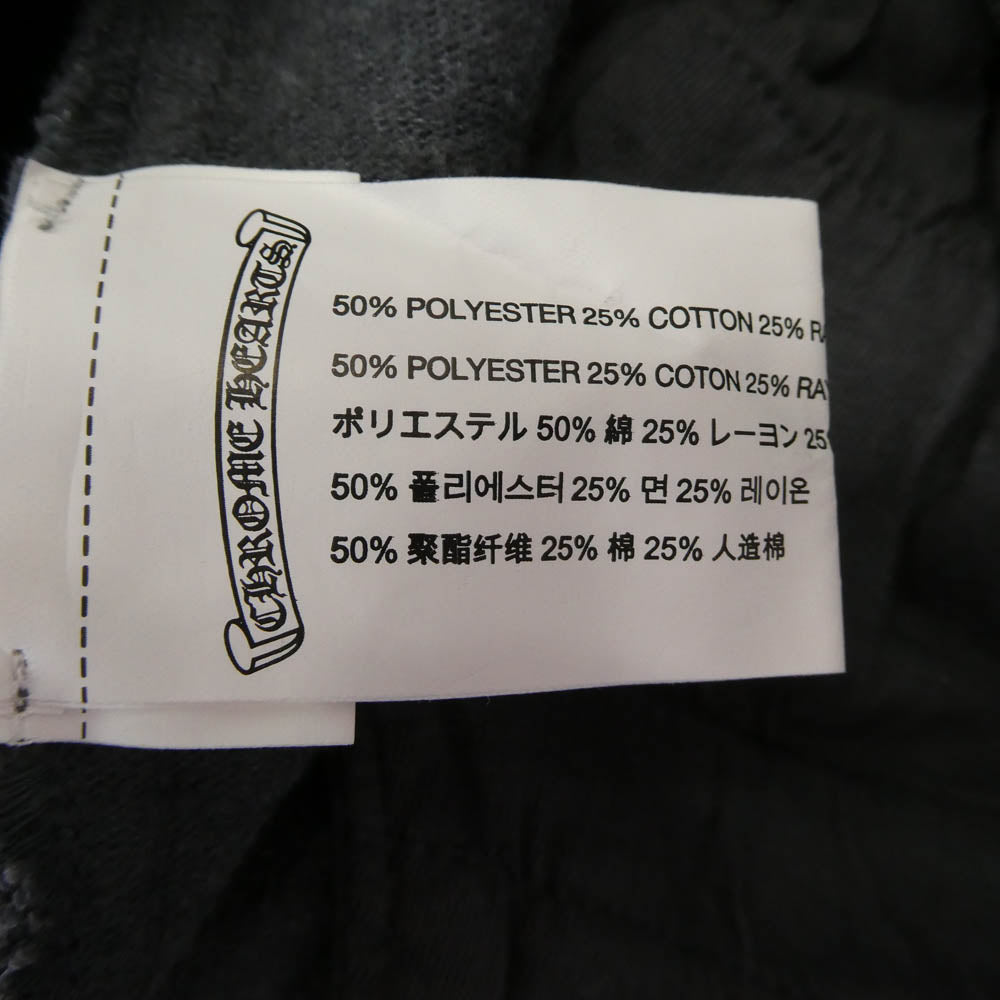 CHROME HEARTS
50% POLYESTER 25% COTTON 25%
50% POLYESTER 25% COTON 25%
ポリエステル 50% 綿 25% レーヨン 25
50% 폴리에스터 25% 면 25% 레이온
50% 聚酯纤维 25% 棉 25% 人造棉